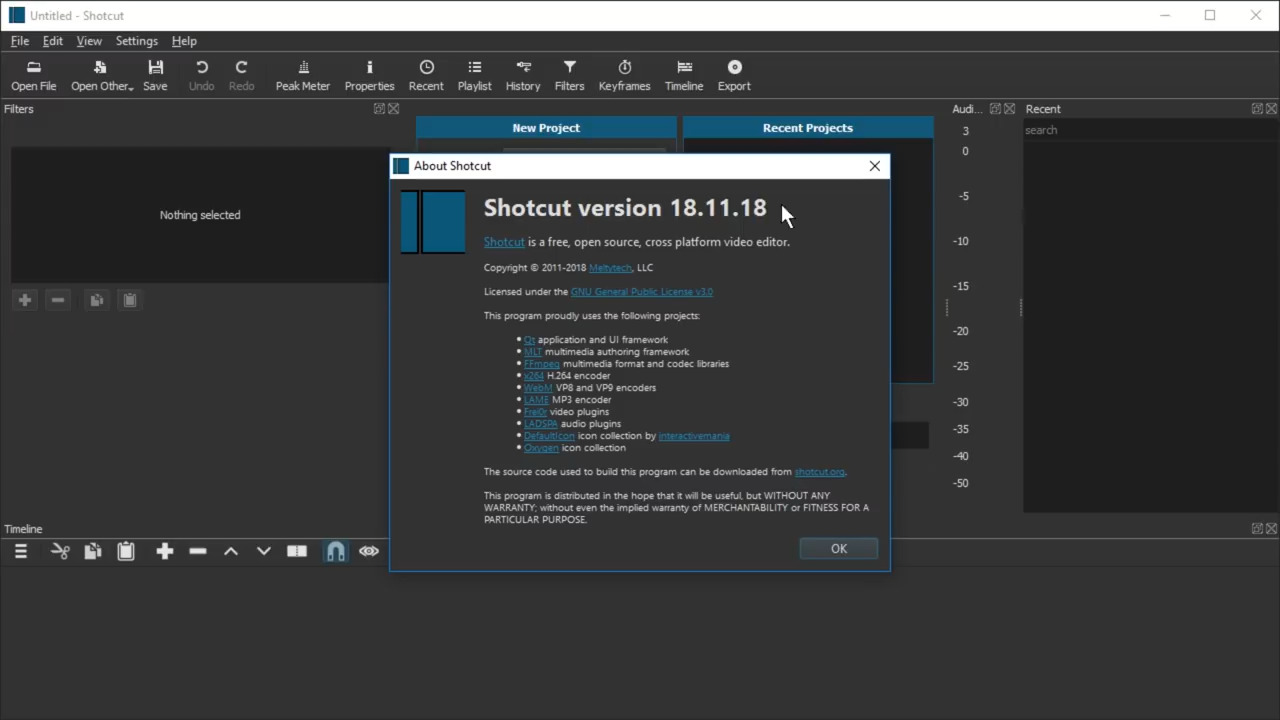 Untitled - Shotcut
File Edit View Settings Help
Open File Open Other... Save Undo Redo Peak Meter Properties Recent Playlist History Filters Keyframes Timeline Export
Filters
Nothing selected
New Project
Recent Projects
Audi...
3
0
-5
-10
-15
-20
-25
-30
-35
-40
-50
Recent
search
About Shotcut
Shotcut version 18.11.18
Shotcut is a free, open source, cross platform video editor.
Copyright © 2011-2018 Meltytech, LLC
Licensed under the GNU General Public License v3.0
This program proudly uses the following projects:
• Qt application and UI framework
• MLT multimedia authoring framework
• FFmpeg multimedia format and codec libraries
• x264 H.264 encoder
• WebM VP8 and VP9 encoders
• LAME MP3 encoder
• Frei0r video plugins
• LADSPA audio plugins
• DefaultIcon icon collection by interactivemania
• Oxygen icon collection
The source code used to build this program can be downloaded from shotcut.org.
This program is distributed in the hope that it will be useful, but WITHOUT ANY
WARRANTY; without even the implied warranty of MERCHANTABILITY or FITNESS FOR A
PARTICULAR PURPOSE.
OK
Timeline